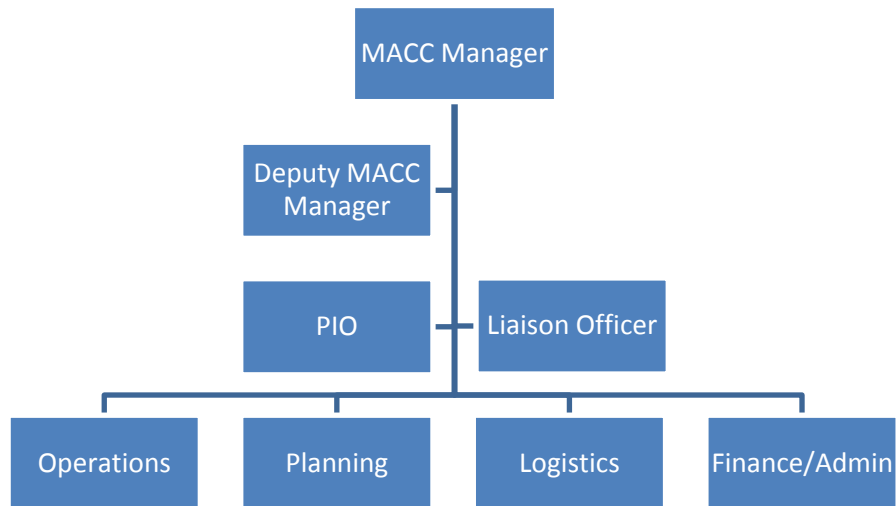 MACC Manager
Deputy MACC
Manager
PIO
Liaison Officer
Operations
Planning
Logistics
Finance/Admin